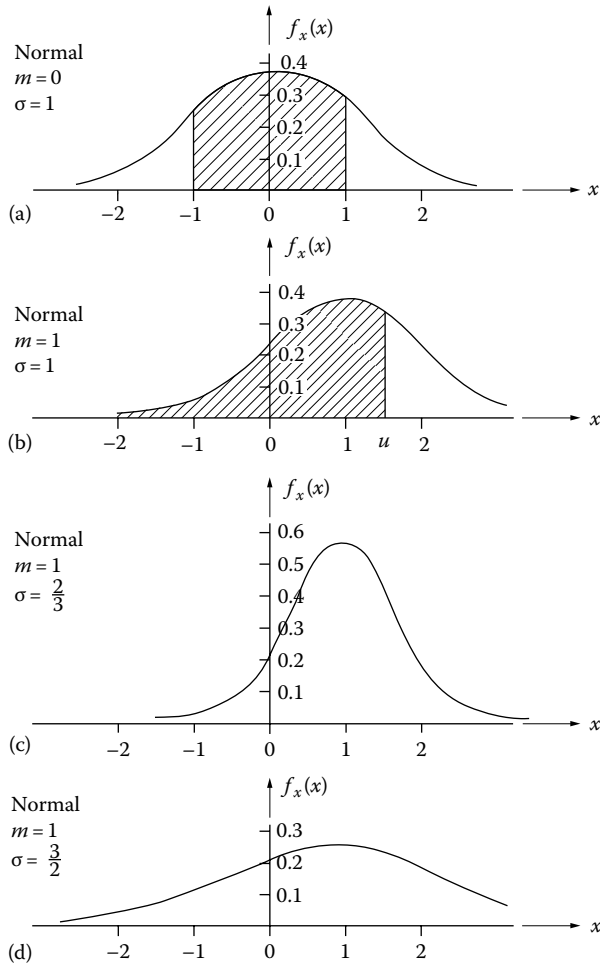 f_x(x)
Normal
m = 0
σ = 1
0.4
0.3
0.2
0.1
x
(a)
−2 −1 0 1 2
f_x(x)
Normal
m = 1
σ = 1
0.4
0.3
0.2
0.1
x
(b)
−2 −1 0 1 u 2
f_x(x)
Normal
m = 1
σ = 2/3
0.6
0.5
0.4
0.3
0.2
0.1
x
(c)
−2 −1 0 1 2
f_x(x)
Normal
m = 1
σ = 3/2
0.3
0.2
0.1
x
(d)
−2 −1 0 1 2